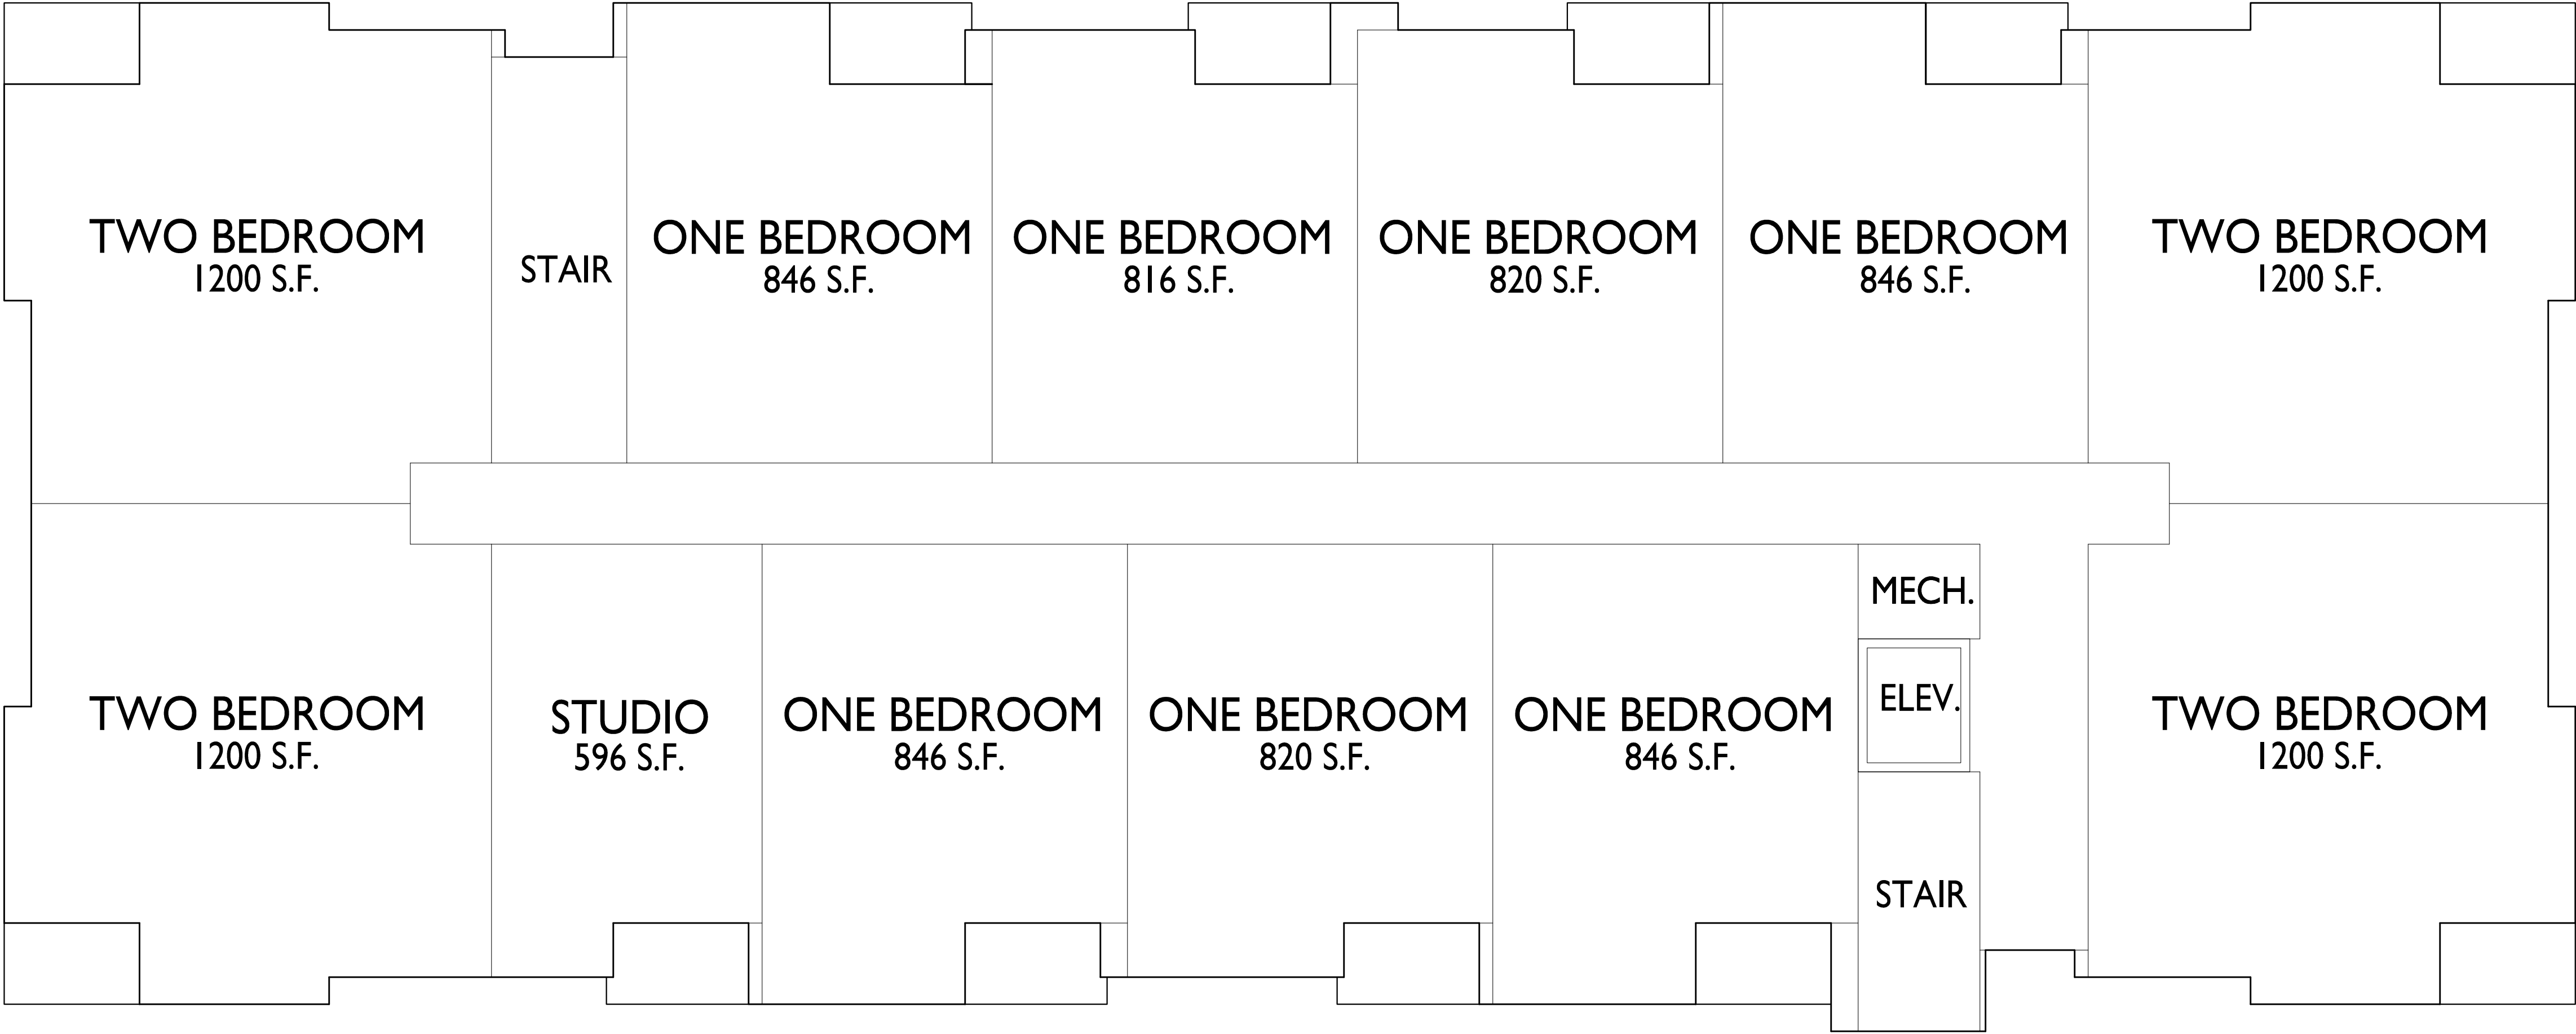 TWO BEDROOM
1200 S.F.
STAIR
ONE BEDROOM
846 S.F.
ONE BEDROOM
816 S.F.
ONE BEDROOM
820 S.F.
ONE BEDROOM
846 S.F.
TWO BEDROOM
1200 S.F.
TWO BEDROOM
1200 S.F.
STUDIO
596 S.F.
ONE BEDROOM
846 S.F.
ONE BEDROOM
820 S.F.
ONE BEDROOM
846 S.F.
MECH.
ELEV.
STAIR
TWO BEDROOM
1200 S.F.